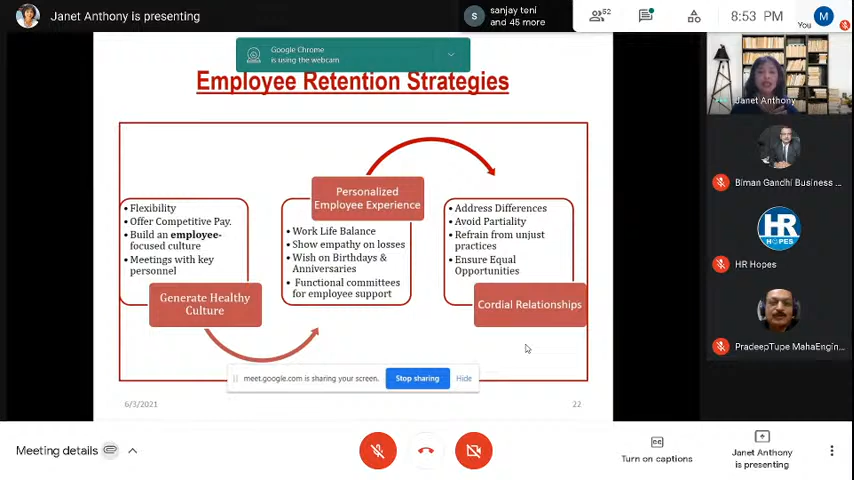 Janet Anthony is presenting
S
sanjay teni
and 45 more
52
8:53 PM
You
M
Google Chrome
is using the webcam
Employee Retention Strategies
• Flexibility
• Offer Competitive Pay.
• Build an employee-
focused culture
• Meetings with key
personnel
Generate Healthy
Culture
Personalized
Employee Experience
• Work Life Balance
• Show empathy on losses
• Wish on Birthdays &
Anniversaries
• Functional committees
for employee support
• Address Differences
• Avoid Partiality
• Refrain from unjust
practices
• Ensure Equal
Opportunities
Cordial Relationships
meet.google.com is sharing your screen.
Stop sharing
Hide
6/3/2021
22
Janet Anthony
Biman Gandhi Business ...
HR
HOPES
HR Hopes
PradeepTupe MahaEngin...
Meeting details
Turn on captions
Janet Anthony
is presenting